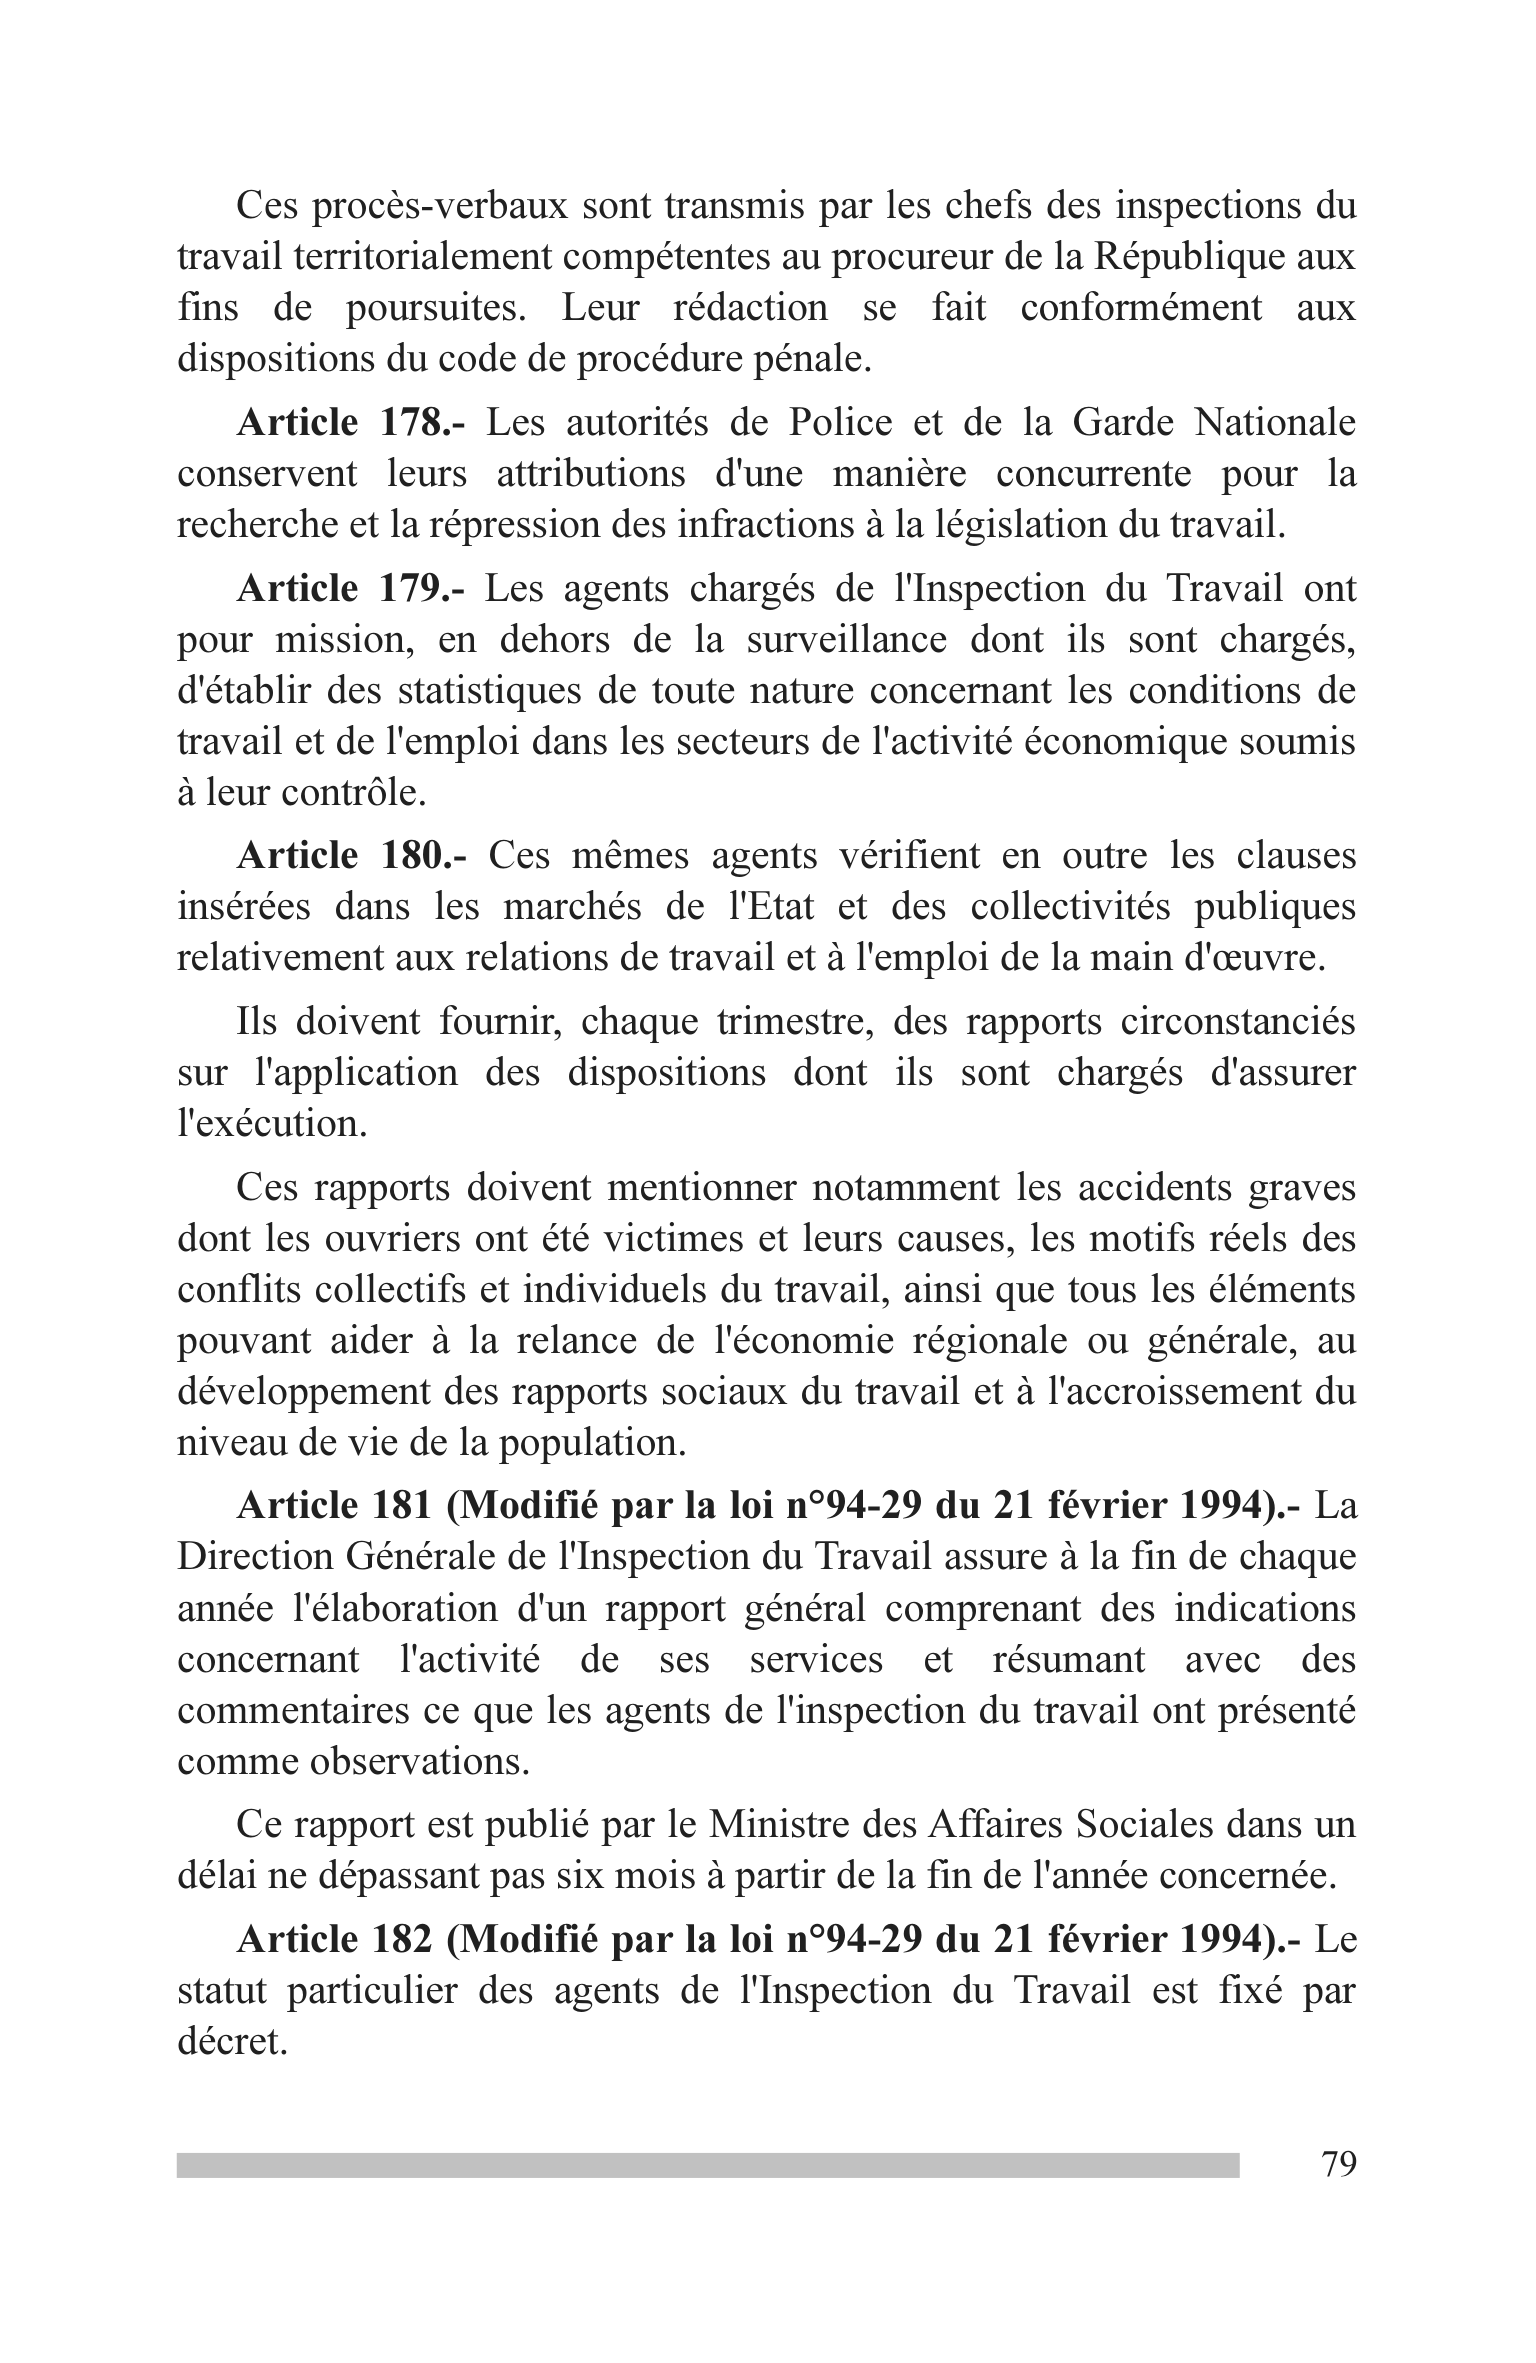 Ces procès-verbaux sont transmis par les chefs des inspections du
travail territorialement compétentes au procureur de la République aux
fins de poursuites. Leur rédaction se fait conformément aux
dispositions du code de procédure pénale.
Article 178.- Les autorités de Police et de la Garde Nationale
conservent leurs attributions d'une manière concurrente pour la
recherche et la répression des infractions à la législation du travail.
Article 179.- Les agents chargés de l'Inspection du Travail ont
pour mission, en dehors de la surveillance dont ils sont chargés,
d'établir des statistiques de toute nature concernant les conditions de
travail et de l'emploi dans les secteurs de l'activité économique soumis
à leur contrôle.
Article 180.- Ces mêmes agents vérifient en outre les clauses
insérées dans les marchés de l'Etat et des collectivités publiques
relativement aux relations de travail et à l'emploi de la main d'œuvre.
Ils doivent fournir, chaque trimestre, des rapports circonstanciés
sur l'application des dispositions dont ils sont chargés d'assurer
l'exécution.
Ces rapports doivent mentionner notamment les accidents graves
dont les ouvriers ont été victimes et leurs causes, les motifs réels des
conflits collectifs et individuels du travail, ainsi que tous les éléments
pouvant aider à la relance de l'économie régionale ou générale, au
développement des rapports sociaux du travail et à l'accroissement du
niveau de vie de la population.
Article 181 (Modifié par la loi n°94-29 du 21 février 1994).- La
Direction Générale de l'Inspection du Travail assure à la fin de chaque
année l'élaboration d'un rapport général comprenant des indications
concernant l'activité de ses services et résumant avec des
commentaires ce que les agents de l'inspection du travail ont présenté
comme observations.
Ce rapport est publié par le Ministre des Affaires Sociales dans un
délai ne dépassant pas six mois à partir de la fin de l'année concernée.
Article 182 (Modifié par la loi n°94-29 du 21 février 1994).- Le
statut particulier des agents de l'Inspection du Travail est fixé par
décret.
79